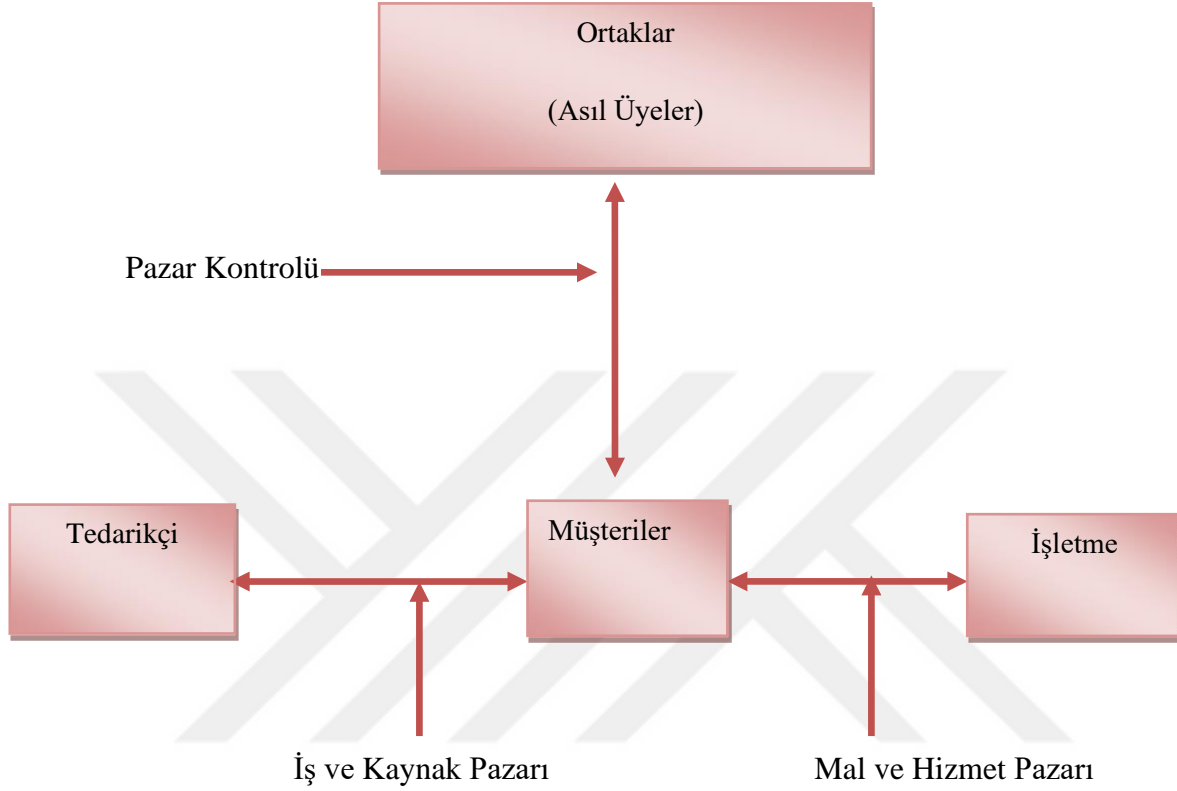 Ortaklar
(Asıl Üyeler)
Pazar Kontrolü
Tedarikçi
Müşteriler
İşletme
İş ve Kaynak Pazarı
Mal ve Hizmet Pazarı